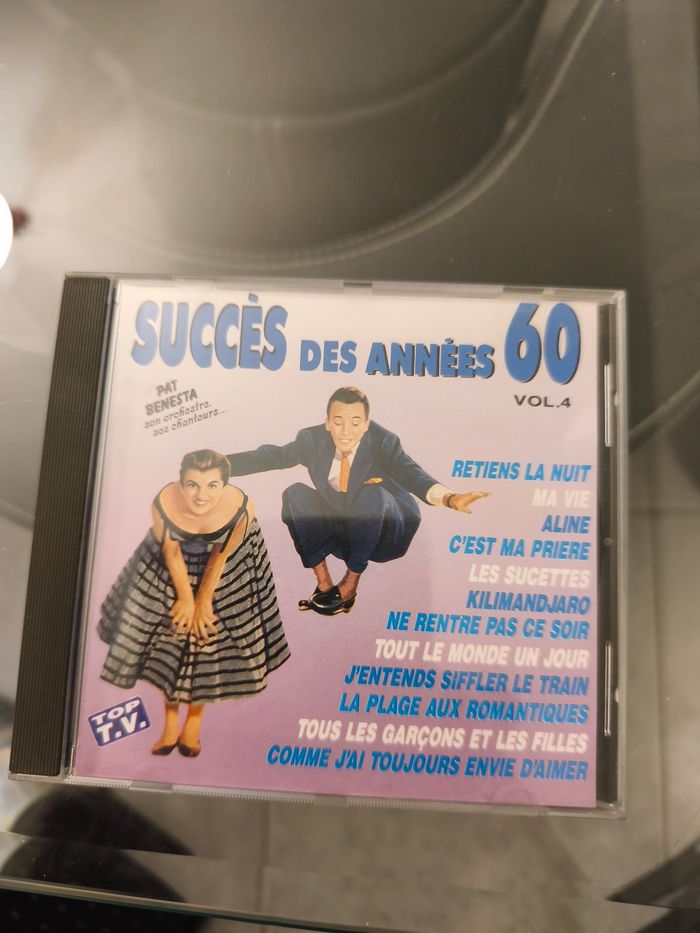 SUCCÈS DES ANNÉES 60
VOL.4
PAT
BENESTA
son orchestre.
ses chanteurs...
RETIENS LA NUIT
MA VIE
ALINE
C'EST MA PRIERE
LES SUCETTES
KILIMANDJARO
NE RENTRE PAS CE SOIR
TOUT LE MONDE UN JOUR
J'ENTENDS SIFFLER LE TRAIN
LA PLAGE AUX ROMANTIQUES
TOUS LES GARÇONS ET LES FILLES
COMME J'AI TOUJOURS ENVIE D'AIMER
TOP
T.V.